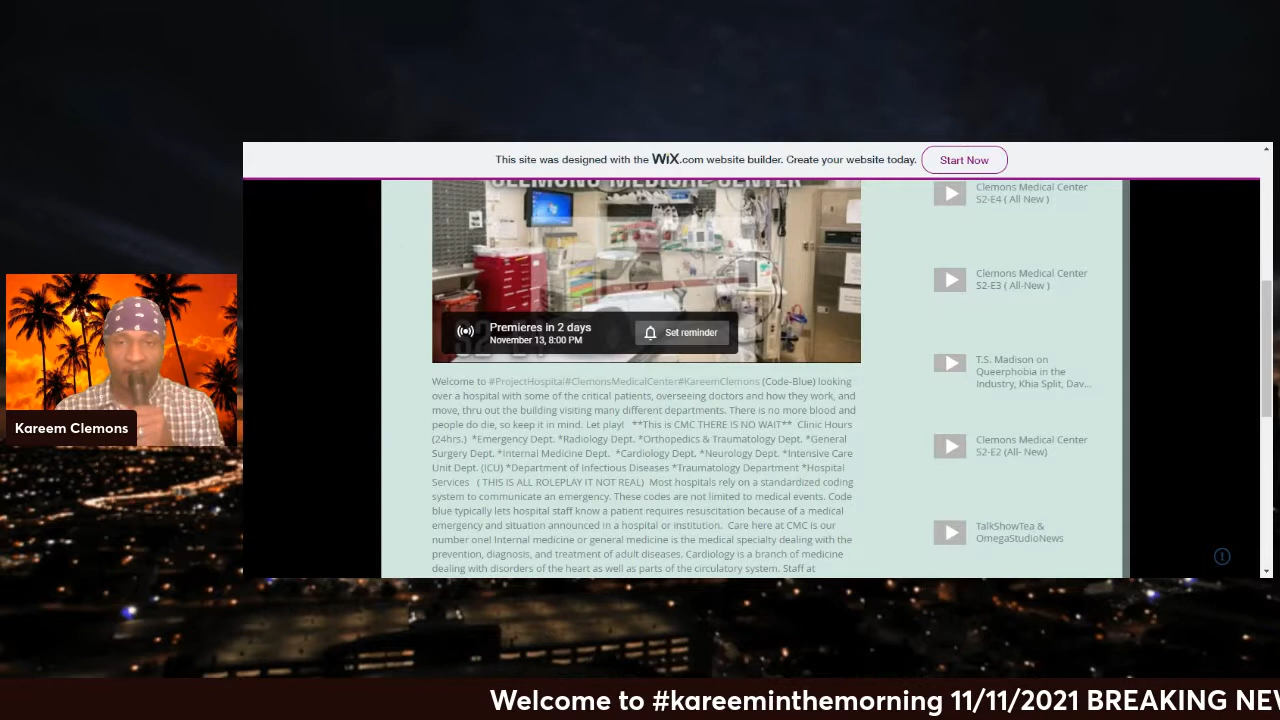 This site was designed with the WiX.com website builder. Create your website today. Start Now
CLEMONS MEDICAL CENTER
Premieres in 2 days
November 13, 8:00 PM
Set reminder
Welcome to #ProjectHospital#ClemonsMedicalCenter#KareemClemons (Code-Blue) looking
over a hospital with some of the critical patients, overseeing doctors and how they work, and
move, thru out the building visiting many different departments. There is no more blood and
people do die, so keep it in mind. Let play!   **This is CMC THERE IS NO WAIT**  Clinic Hours
(24hrs.)  *Emergency Dept. *Radiology Dept. *Orthopedics & Traumatology Dept. *General
Surgery Dept. *Internal Medicine Dept.  *Cardiology Dept. *Neurology Dept. *Intensive Care
Unit Dept. (ICU) *Department of Infectious Diseases *Traumatology Department *Hospital
Services   ( THIS IS ALL ROLEPLAY IT NOT REAL)  Most hospitals rely on a standardized coding
system to communicate an emergency. These codes are not limited to medical events. Code
blue typically lets hospital staff know a patient requires resuscitation because of a medical
emergency and situation announced in a hospital or institution.  Care here at CMC is our
number one! Internal medicine or general medicine is the medical specialty dealing with the
prevention, diagnosis, and treatment of adult diseases. Cardiology is a branch of medicine
dealing with disorders of the heart as well as parts of the circulatory system. Staff at
Clemons Medical Center
S2-E4 ( All New )
Clemons Medical Center
S2-E3 ( All-New )
T.S. Madison on
Queerphobia in the
Industry, Khia Split, Dav...
Clemons Medical Center
S2-E2 (All- New)
TalkShowTea &
OmegaStudioNews
Kareem Clemons
Welcome to #kareeminthemorning 11/11/2021 BREAKING NEW